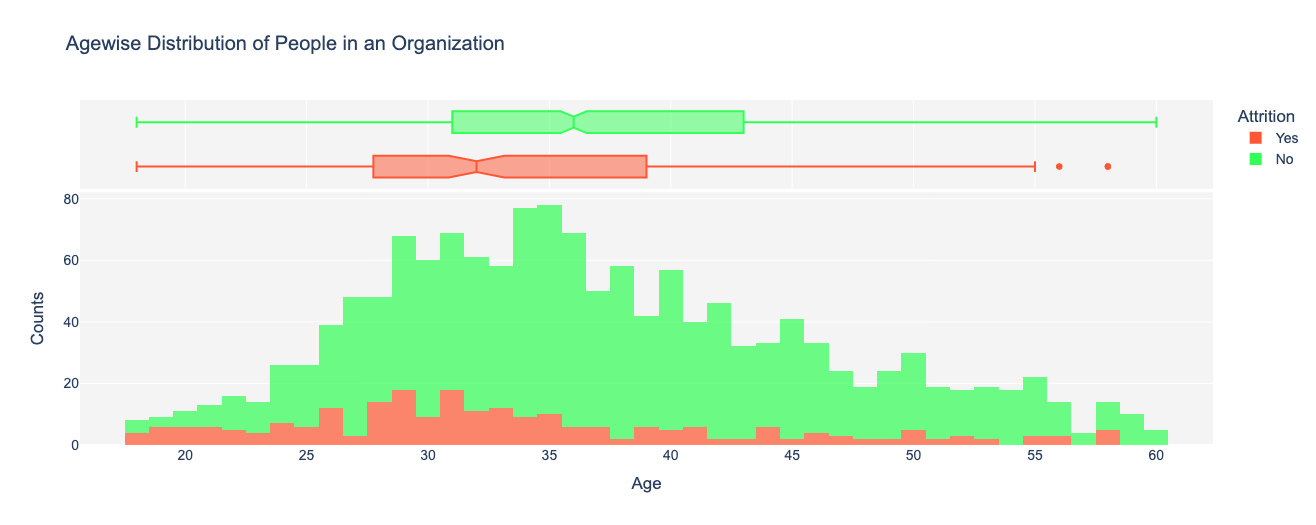 Agewise Distribution of People in an Organization
Attrition
Yes
No
80
60
40
20
0
Counts
20 25 30 35 40 45 50 55 60
Age